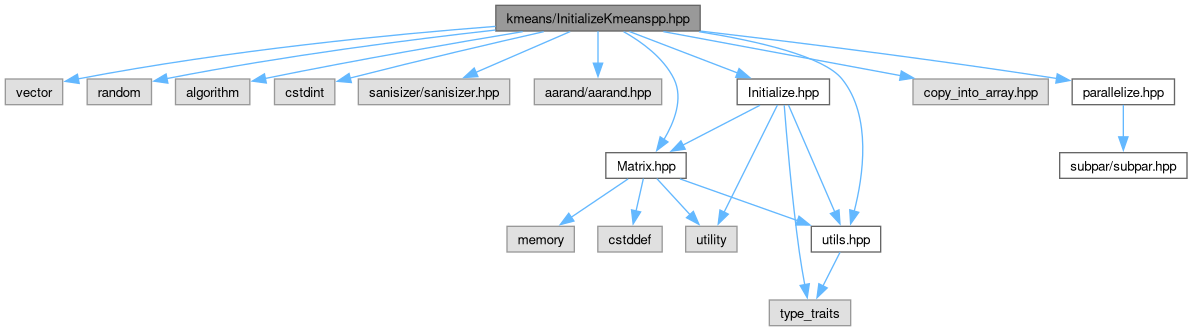 kmeans/InitializeKmeanspp.hpp
vector
random
algorithm
cstdint
sanisizer/sanisizer.hpp
aarand/aarand.hpp
Initialize.hpp
copy_into_array.hpp
parallelize.hpp
Matrix.hpp
subpar/subpar.hpp
memory
cstddef
utility
utils.hpp
type_traits